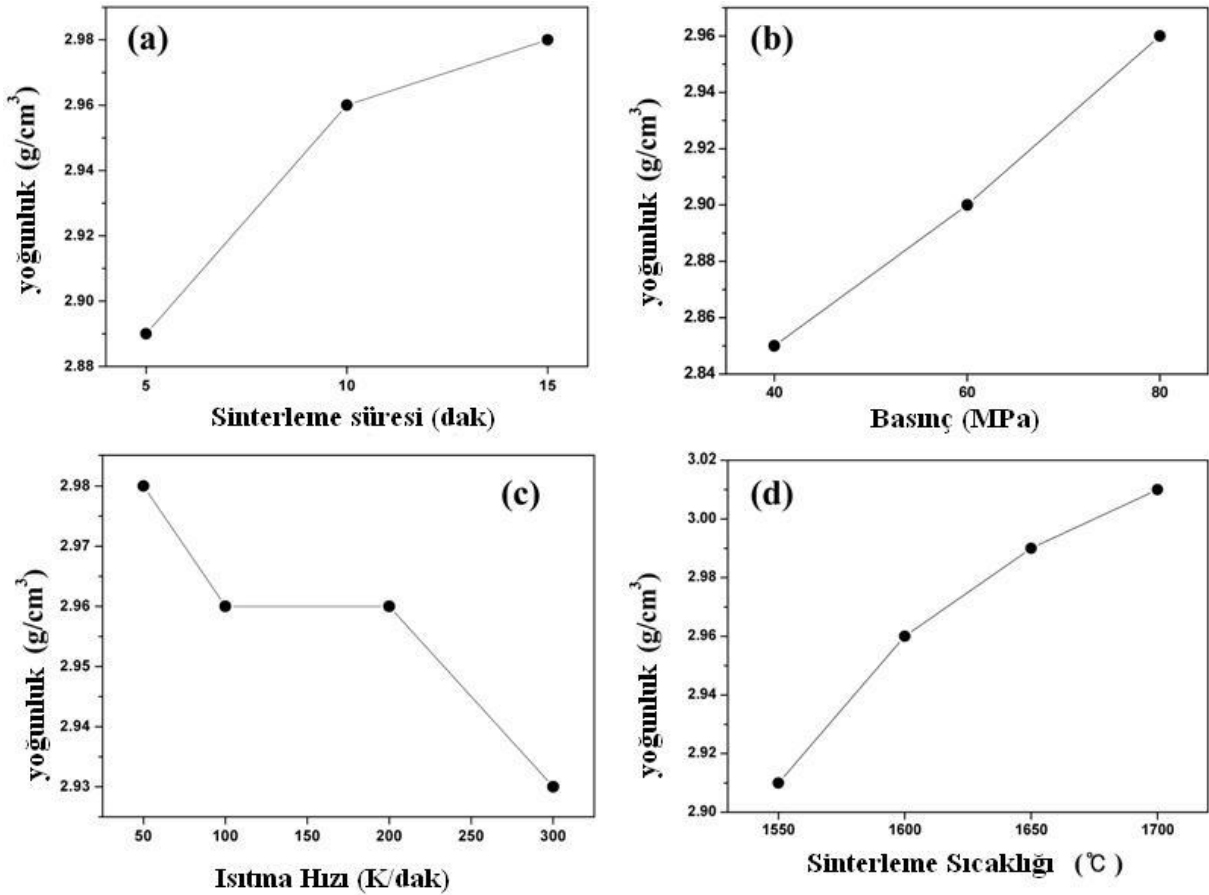 (a)
yoğunluk (g/cm³)
2.98
2.96
2.94
2.92
2.90
2.88
5 10 15
Sinterleme süresi (dak)
(b)
yoğunluk (g/cm³)
2.96
2.94
2.92
2.90
2.88
2.86
2.84
40 60 80
Basınç (MPa)
(c)
yoğunluk (g/cm³)
2.98
2.97
2.96
2.95
2.94
2.93
50 100 150 200 250 300
Isıtma Hızı (K/dak)
(d)
yoğunluk (g/cm³)
3.02
3.00
2.98
2.96
2.94
2.92
2.90
1550 1600 1650 1700
Sinterleme Sıcaklığı (℃)